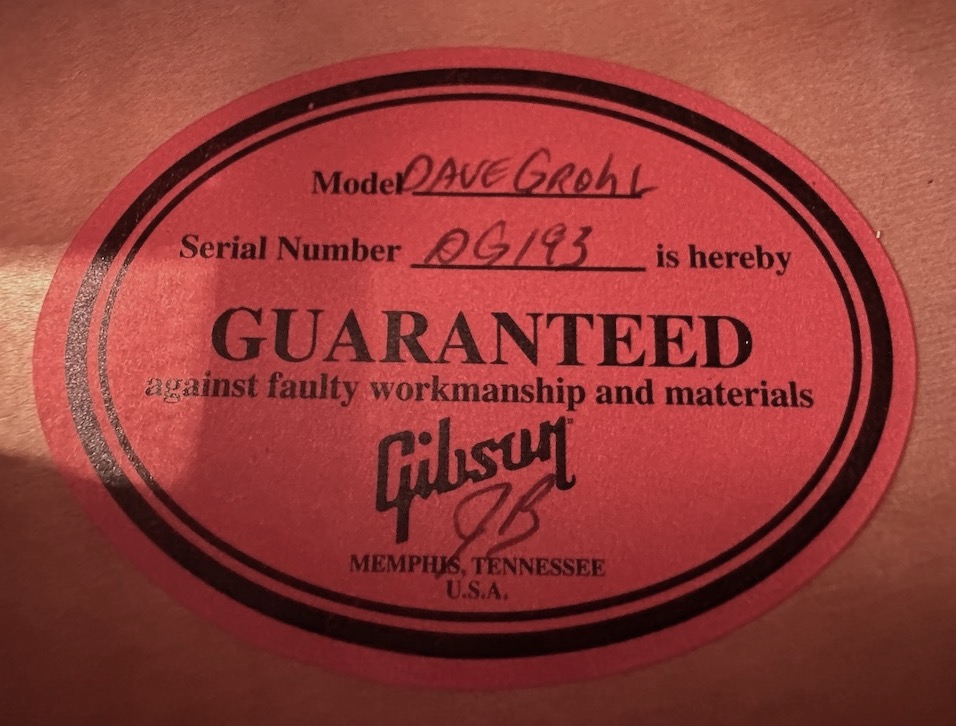 Model DAVE GROHL
Serial Number DG193 is hereby
GUARANTEED
against faulty workmanship and materials
Gibson
JB
MEMPHIS, TENNESSEE
U.S.A.